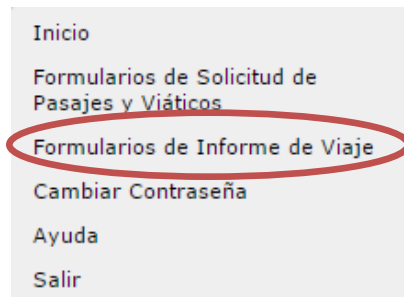 Inicio
Formularios de Solicitud de
Pasajes y Viáticos
Formularios de Informe de Viaje
Cambiar Contraseña
Ayuda
Salir